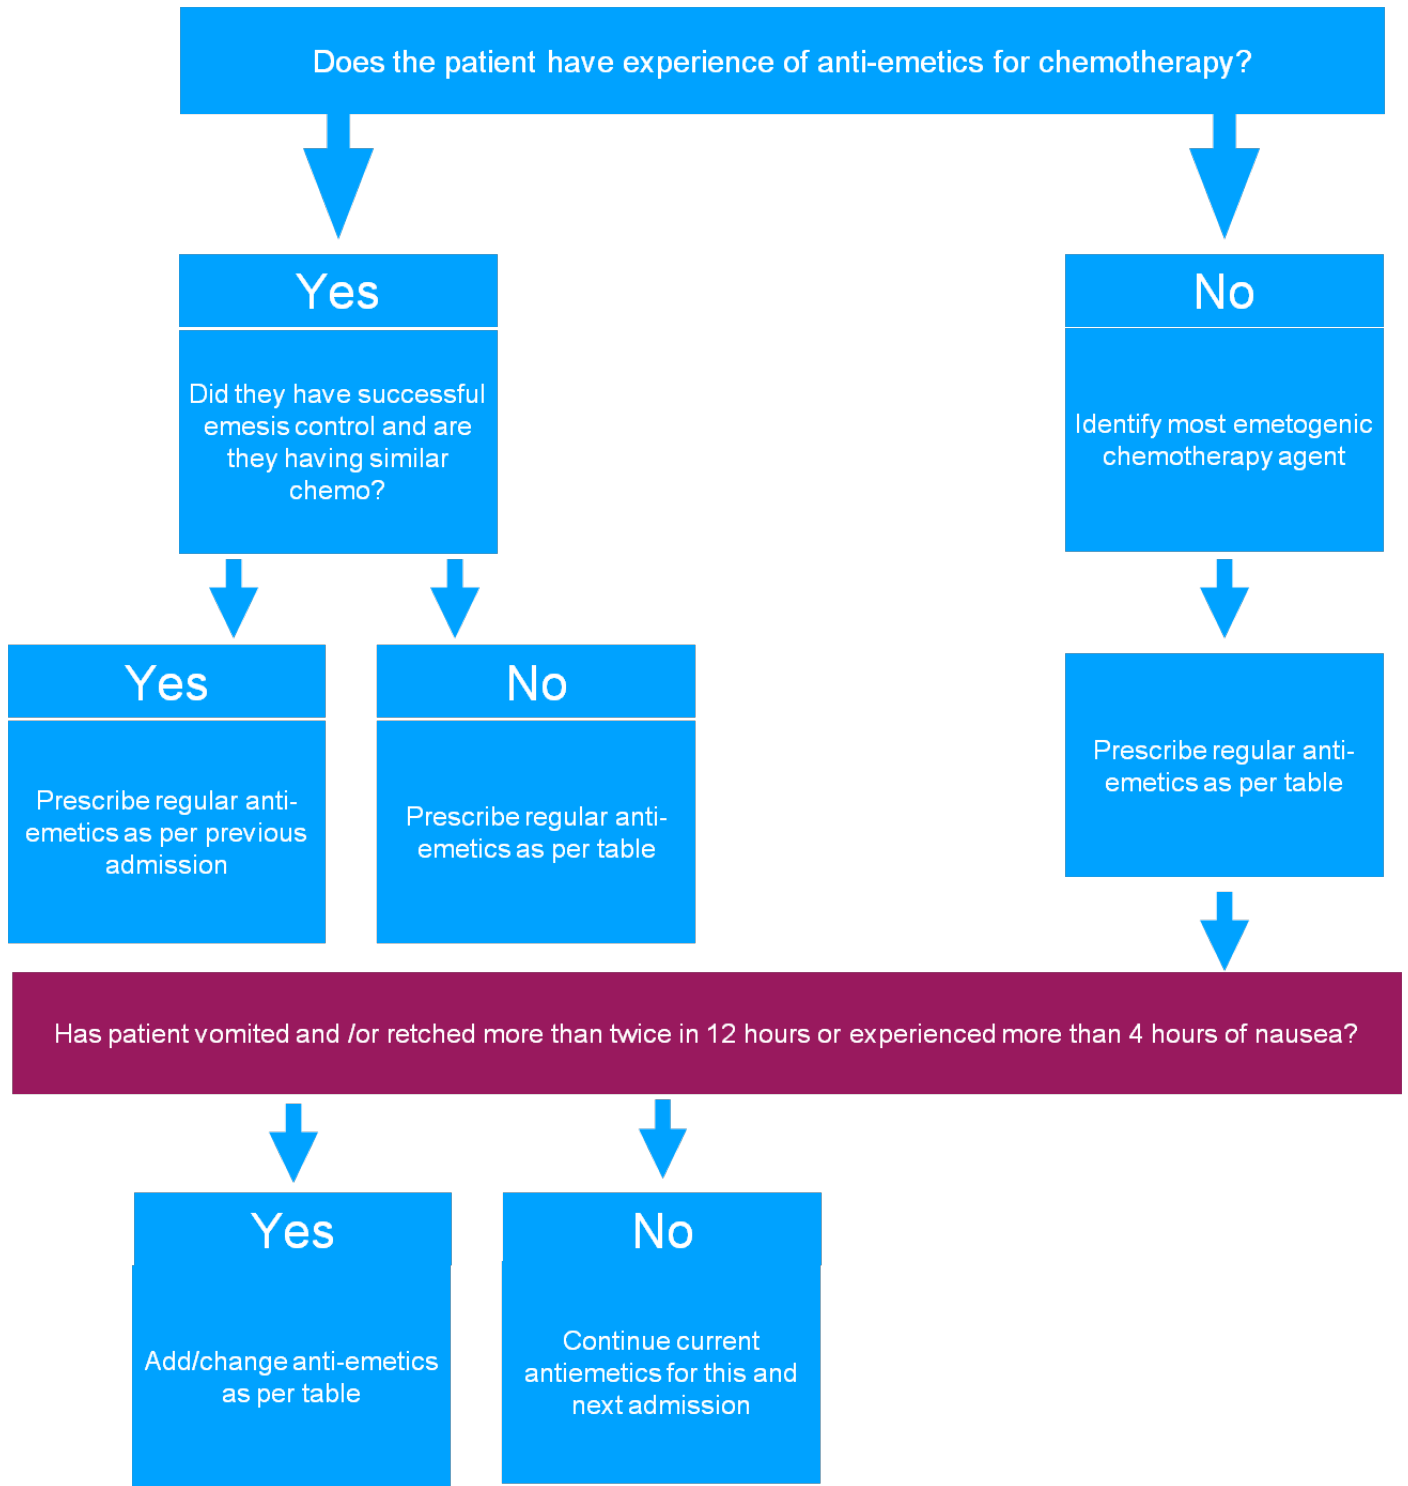 Does the patient have experience of anti-emetics for chemotherapy?
Yes
Did they have successful
emesis control and are
they having similar
chemo?
No
Identify most emetogenic
chemotherapy agent
Yes
Prescribe regular anti-
emetics as per previous
admission
No
Prescribe regular anti-
emetics as per table
Prescribe regular anti-
emetics as per table
Has patient vomited and /or retched more than twice in 12 hours or experienced more than 4 hours of nausea?
Yes
Add/change anti-emetics
as per table
No
Continue current
antiemetics for this and
next admission